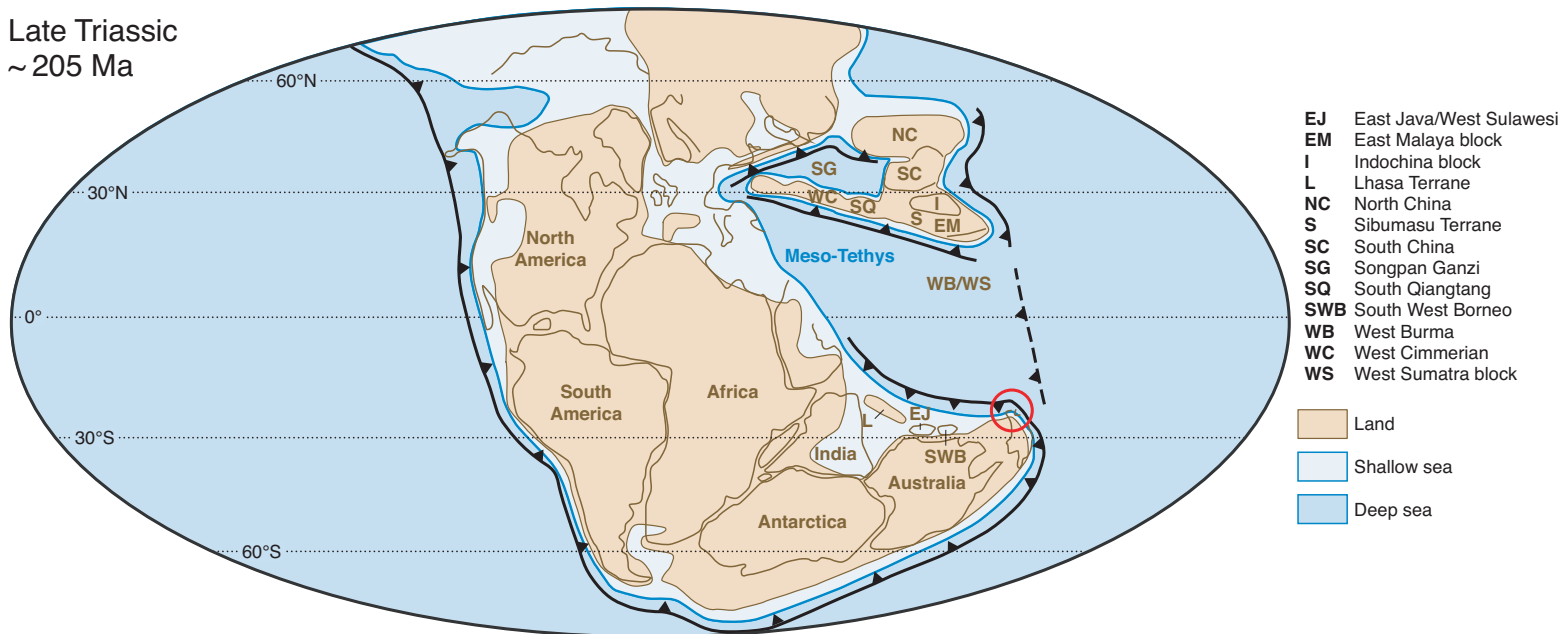 Late Triassic
~ 205 Ma
60°N
30°N
0°
30°S
60°S
NC
SC
SG
WC
SQ
S
I
EM
North
America
Meso-Tethys
WB/WS
South
America
Africa
L
EJ
India
SWB
Australia
Antarctica
EJ East Java/West Sulawesi
EM East Malaya block
I Indochina block
L Lhasa Terrane
NC North China
S Sibumasu Terrane
SC South China
SG Songpan Ganzi
SQ South Qiangtang
SWB South West Borneo
WB West Burma
WC West Cimmerian
WS West Sumatra block
Land
Shallow sea
Deep sea